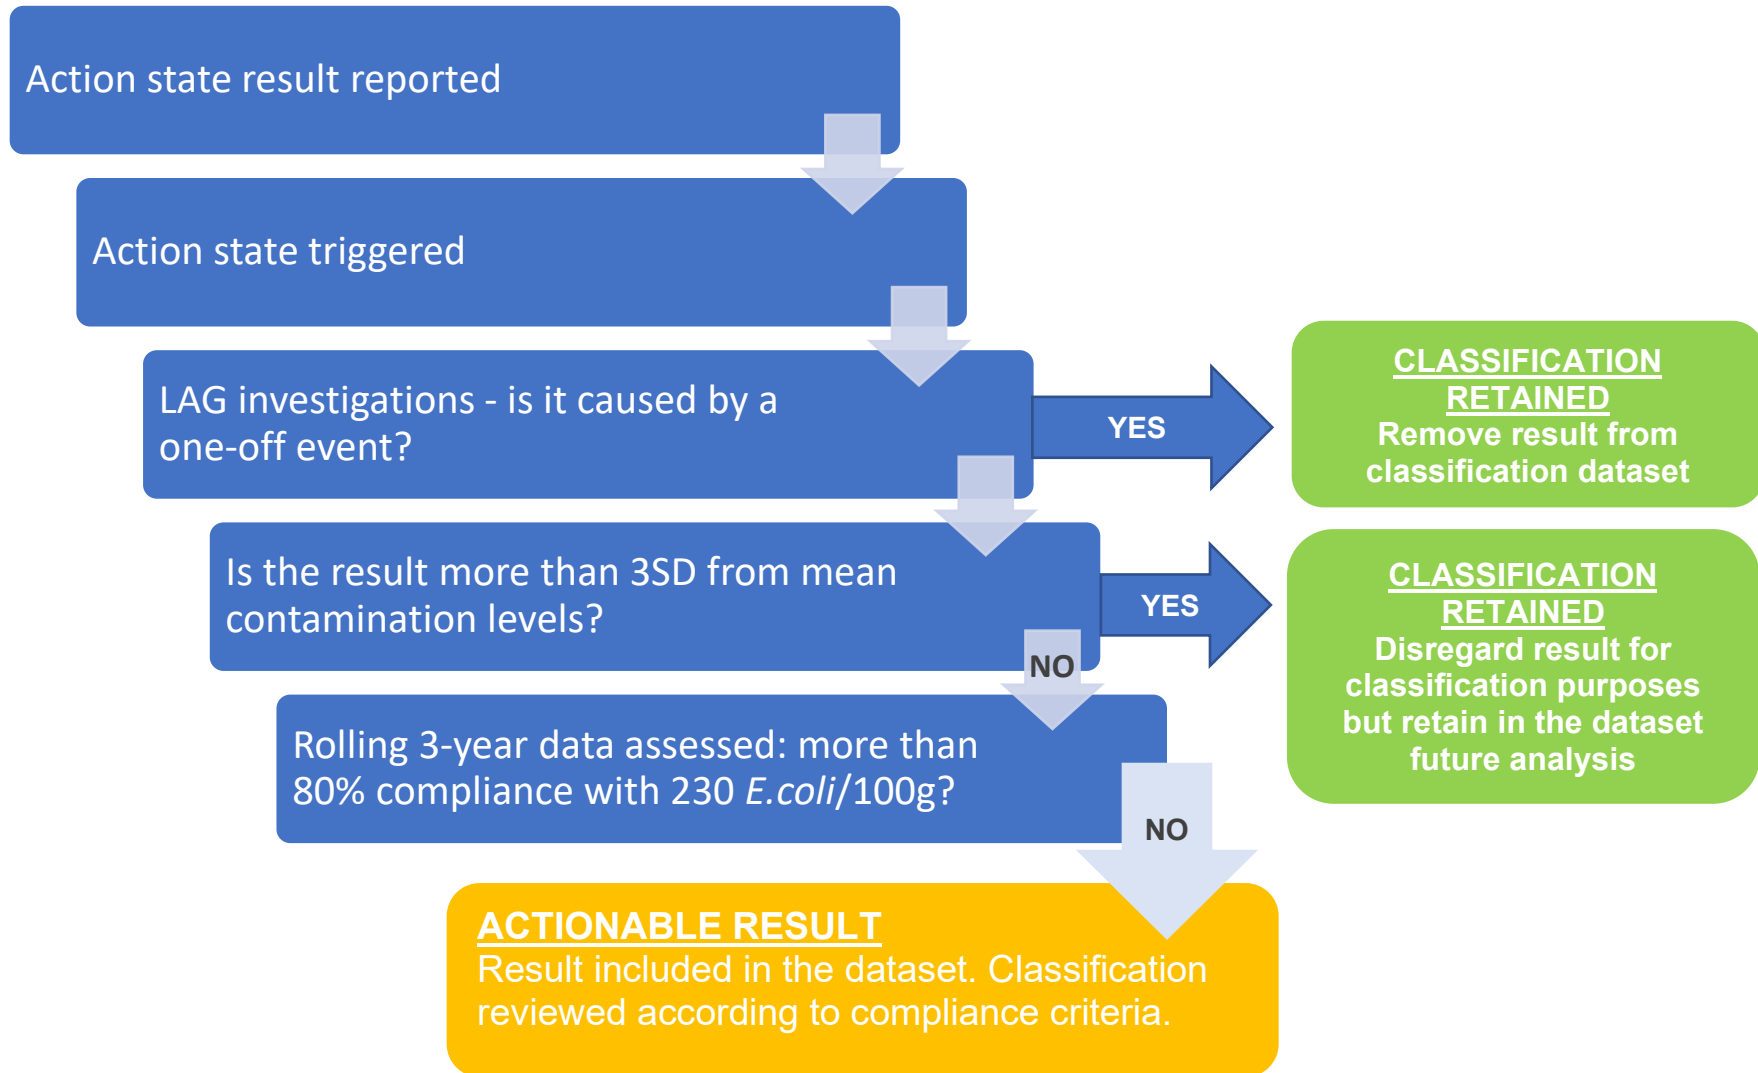 Action state result reported
Action state triggered
LAG investigations - is it caused by a
one-off event?
YES
CLASSIFICATION
RETAINED
Remove result from
classification dataset
Is the result more than 3SD from mean
contamination levels?
YES
CLASSIFICATION
RETAINED
Disregard result for
classification purposes
but retain in the dataset
future analysis
NO
Rolling 3-year data assessed: more than
80% compliance with 230 E.coli/100g?
NO
ACTIONABLE RESULT
Result included in the dataset. Classification
reviewed according to compliance criteria.